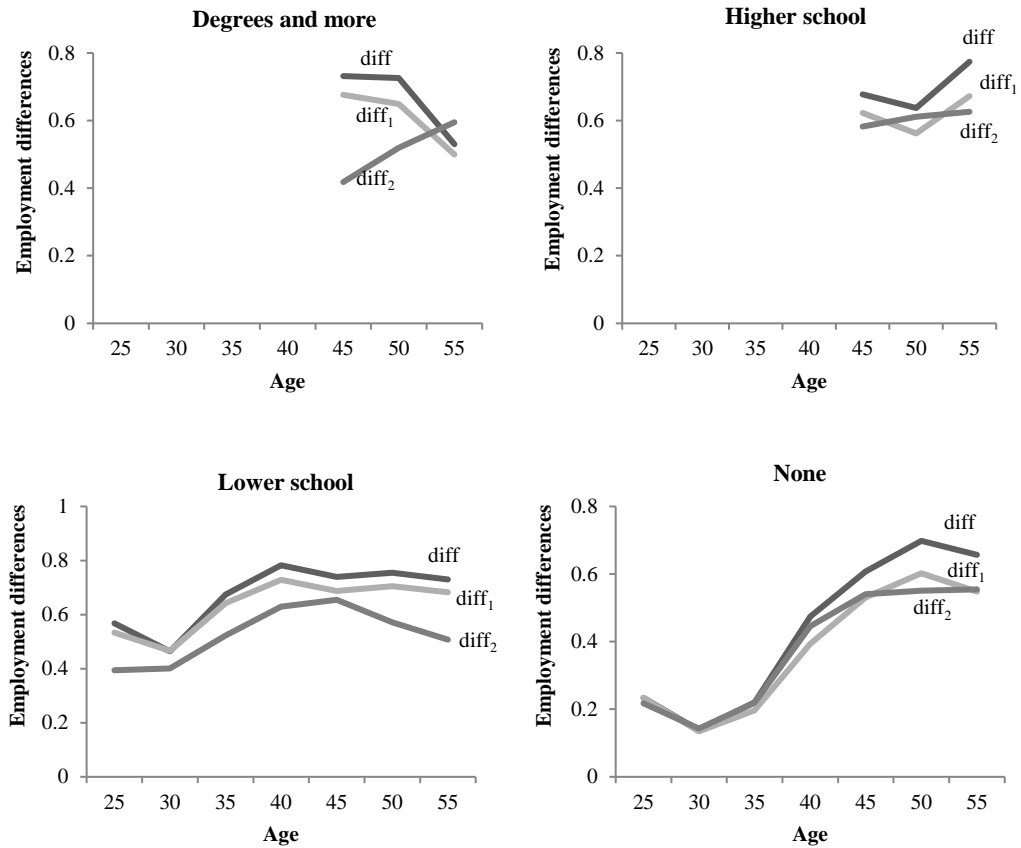 Degrees and more
Employment differences
0.8
0.6
0.4
0.2
0
diff
diff₁
diff₂
25 30 35 40 45 50 55
Age
Higher school
Employment differences
0.8
0.6
0.4
0.2
0
diff
diff₁
diff₂
25 30 35 40 45 50 55
Age
Lower school
Employment differences
1
0.8
0.6
0.4
0.2
0
diff
diff₁
diff₂
25 30 35 40 45 50 55
Age
None
Employment differences
0.8
0.6
0.4
0.2
0
diff
diff₁
diff₂
25 30 35 40 45 50 55
Age